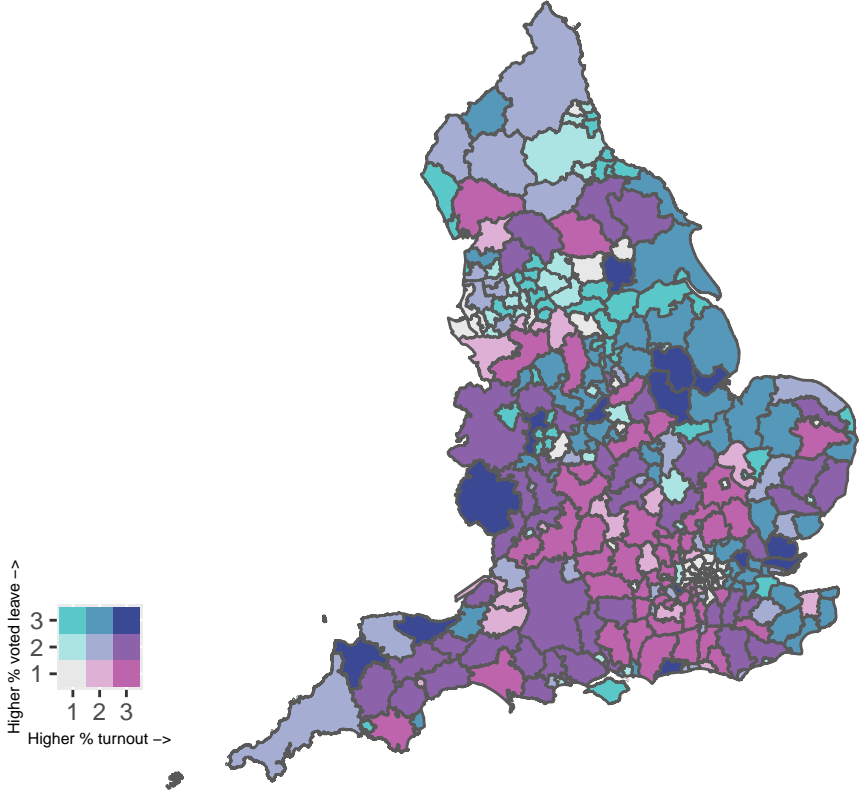 Higher % voted leave –>
3
2
1
1 2 3
Higher % turnout –>